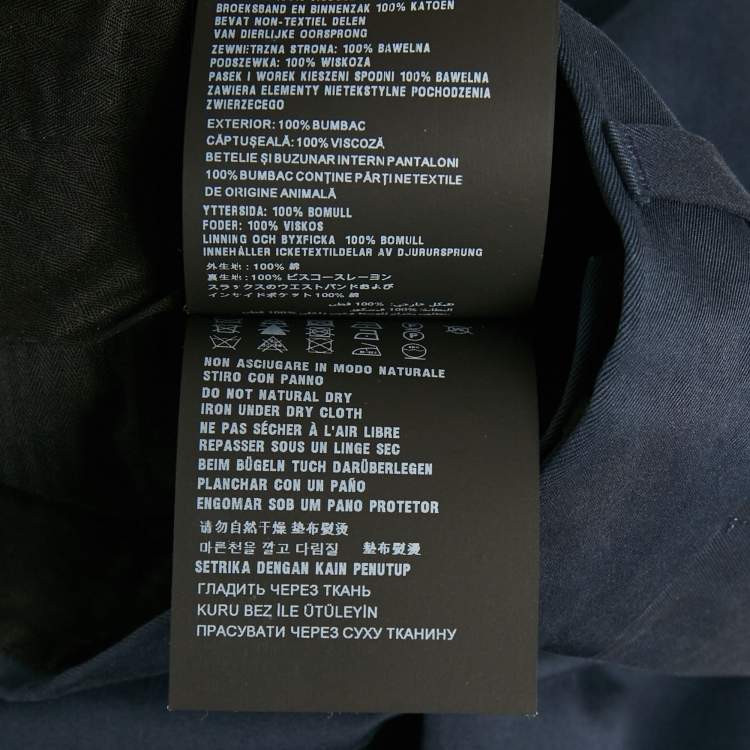 BROEKSBAND EN BINNENZAK 100% KATOEN
BEVAT NON-TEXTIEL DELEN
VAN DIERLIJKE OORSPRONG
ZEWNĘTRZNA STRONA: 100% BAWELNA
PODSZEWKA: 100% WISKOZA
PASEK I WOREK KIESZENI SPODNI 100% BAWELNA
ZAWIERA ELEMENTY NIETEKSTYLNE POCHODZENIA
ZWIERZECEGO
EXTERIOR: 100% BUMBAC
CĂPTUŞEALĂ: 100% VISCOZĂ
BETELIE ŞI BUZUNAR INTERN PANTALONI
100% BUMBAC CONŢINE PĂRŢI NETEXTILE
DE ORIGINE ANIMALĂ
YTTERSIDA: 100% BOMULL
FODER: 100% VISKOS
LINNING OCH BYXFICKA 100% BOMULL
INNEHÅLLER ICKETEXTILDELAR AV DJURURSPRUNG
外生地: 100% 綿
裏生地: 100% ビスコースレーヨン
スラックスのウエストバンドおよび
インサイドポケット 100% 綿
هيكل خارجي: 100% قطن
NON ASCIUGARE IN MODO NATURALE
STIRO CON PANNO
DO NOT NATURAL DRY
IRON UNDER DRY CLOTH
NE PAS SÉCHER À L'AIR LIBRE
REPASSER SOUS UN LINGE SEC
BEIM BÜGELN TUCH DARÜBERLEGEN
PLANCHAR CON UN PAÑO
ENGOMAR SOB UM PANO PROTETOR
请勿自然干燥 垫布熨烫
마른천을 깔고 다림질 墊布熨燙
SETRIKA DENGAN KAIN PENUTUP
ГЛАДИТЬ ЧЕРЕЗ ТКАНЬ
KURU BEZ İLE ÜTÜLEYİN
ПРАСУВАТИ ЧЕРЕЗ СУХУ ТКАНИНУ